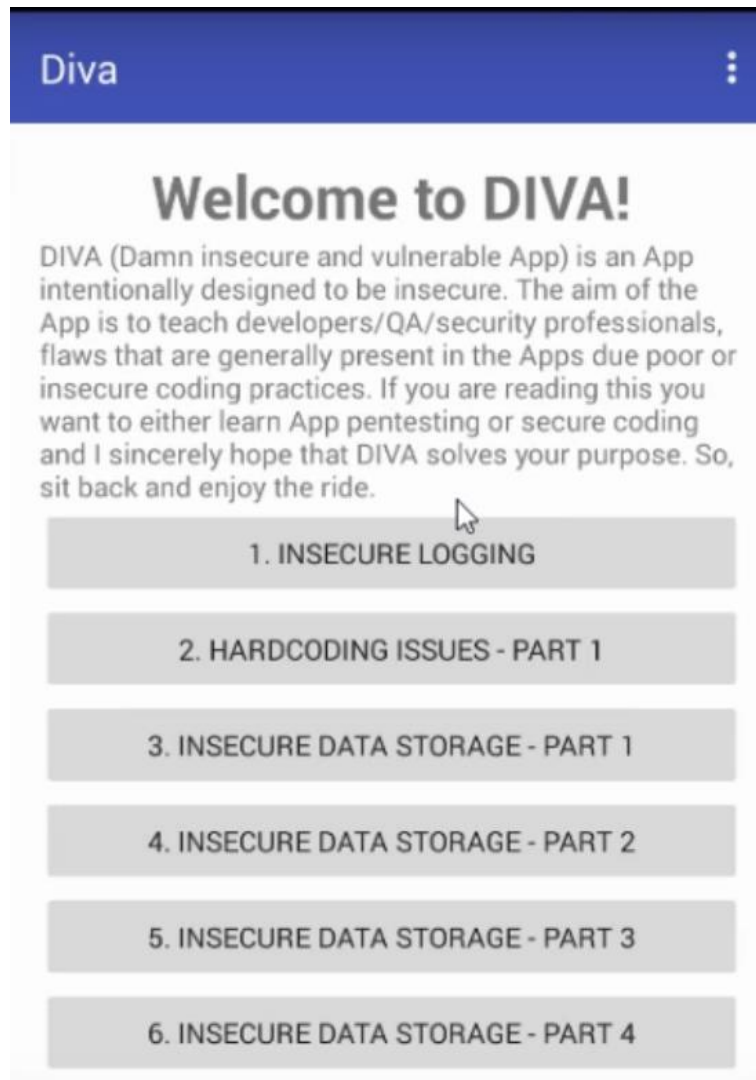 Diva
Welcome to DIVA!
DIVA (Damn insecure and vulnerable App) is an App
intentionally designed to be insecure. The aim of the
App is to teach developers/QA/security professionals,
flaws that are generally present in the Apps due poor or
insecure coding practices. If you are reading this you
want to either learn App pentesting or secure coding
and I sincerely hope that DIVA solves your purpose. So,
sit back and enjoy the ride.
1. INSECURE LOGGING
2. HARDCODING ISSUES - PART 1
3. INSECURE DATA STORAGE - PART 1
4. INSECURE DATA STORAGE - PART 2
5. INSECURE DATA STORAGE - PART 3
6. INSECURE DATA STORAGE - PART 4